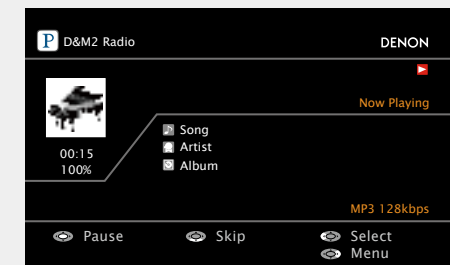 P D&M2 Radio
DENON
Now Playing
Song
Artist
Album
00:15
100%
MP3 128kbps
Pause
Skip
Select
Menu